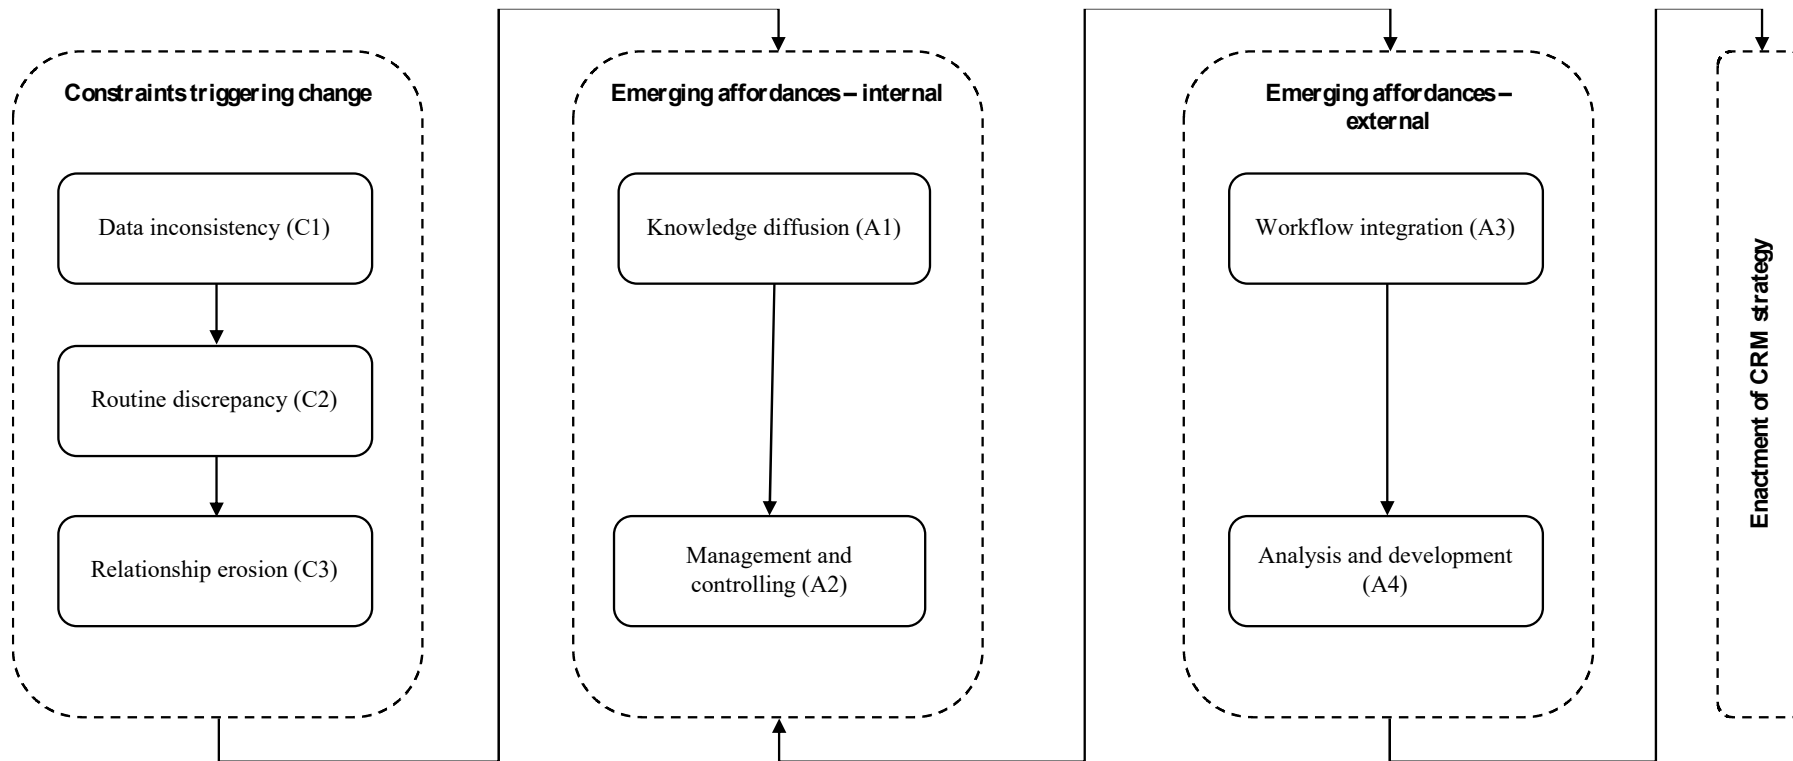 Constraints triggering change
Data inconsistency (C1)
Routine discrepancy (C2)
Relationship erosion (C3)
Emerging affordances – internal
Knowledge diffusion (A1)
Management and
controlling (A2)
Emerging affordances –
external
Workflow integration (A3)
Analysis and development
(A4)
Enactment of CRM strategy